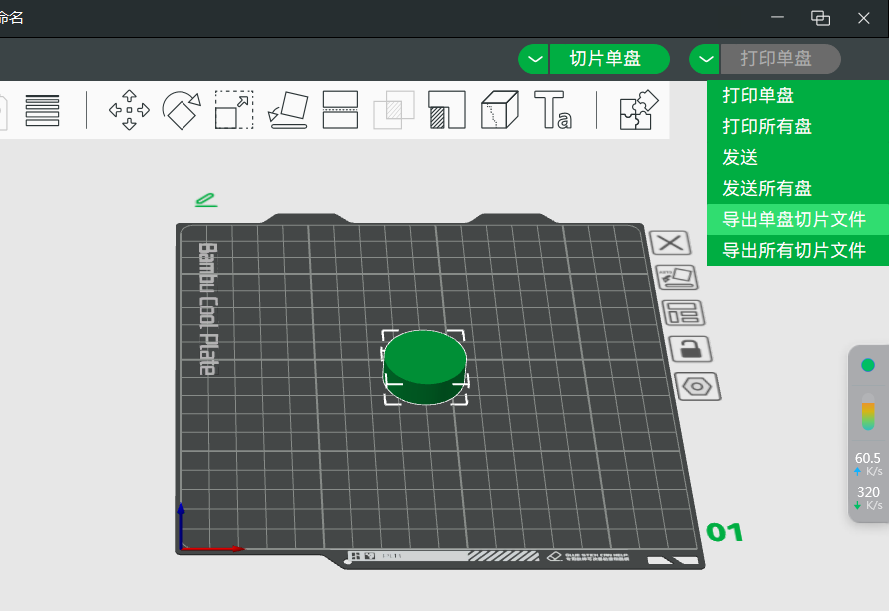 命名
切片单盘
打印单盘
打印单盘
打印所有盘
发送
发送所有盘
导出单盘切片文件
导出所有切片文件
Ta
Bambu Cool Plate
60.5
K/s
320
K/s
01